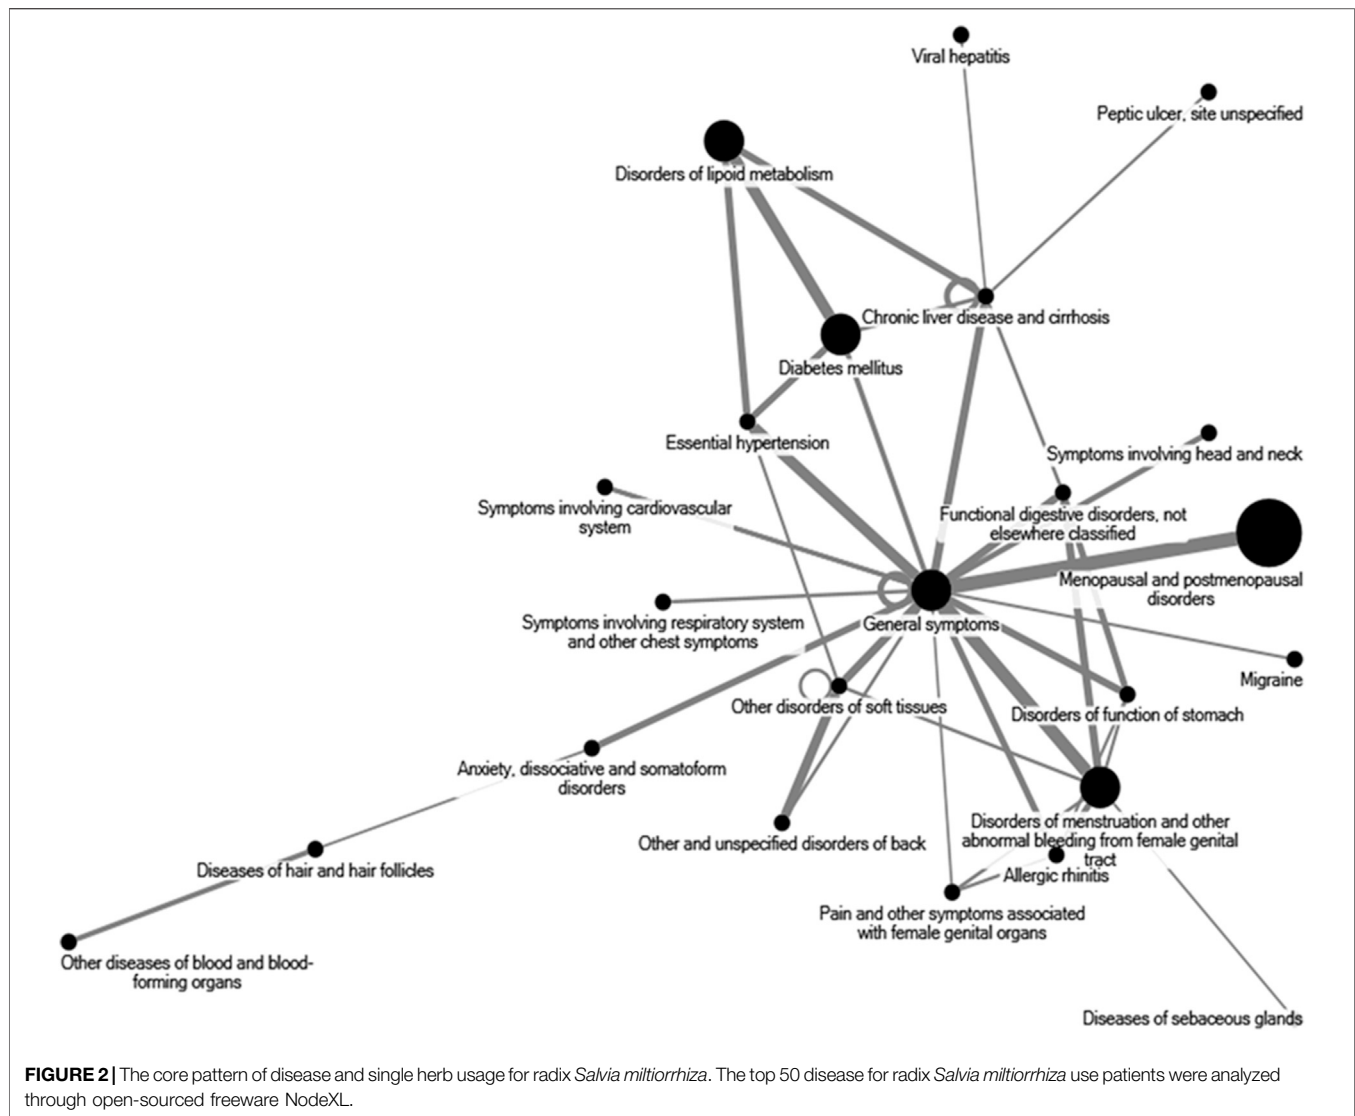 Viral hepatitis
Peptic ulcer, site unspecified
Disorders of lipoid metabolism
Chronic liver disease and cirrhosis
Diabetes mellitus
Essential hypertension
Symptoms involving head and neck
Symptoms involving cardiovascular
system
Functional digestive disorders, not
elsewhere classified
Menopausal and postmenopausal
disorders
Symptoms involving respiratory system
and other chest symptoms
General symptoms
Migraine
Other disorders of soft tissues
Disorders of function of stomach
Anxiety, dissociative and somatoform
disorders
Other and unspecified disorders of back
Disorders of menstruation and other
abnormal bleeding from female genital
tract
Diseases of hair and hair follicles
Allergic rhinitis
Pain and other symptoms associated
with female genital organs
Other diseases of blood and blood-
forming organs
Diseases of sebaceous glands
FIGURE 2 | The core pattern of disease and single herb usage for radix Salvia miltiorrhiza. The top 50 disease for radix Salvia miltiorrhiza use patients were analyzed
through open-sourced freeware NodeXL.